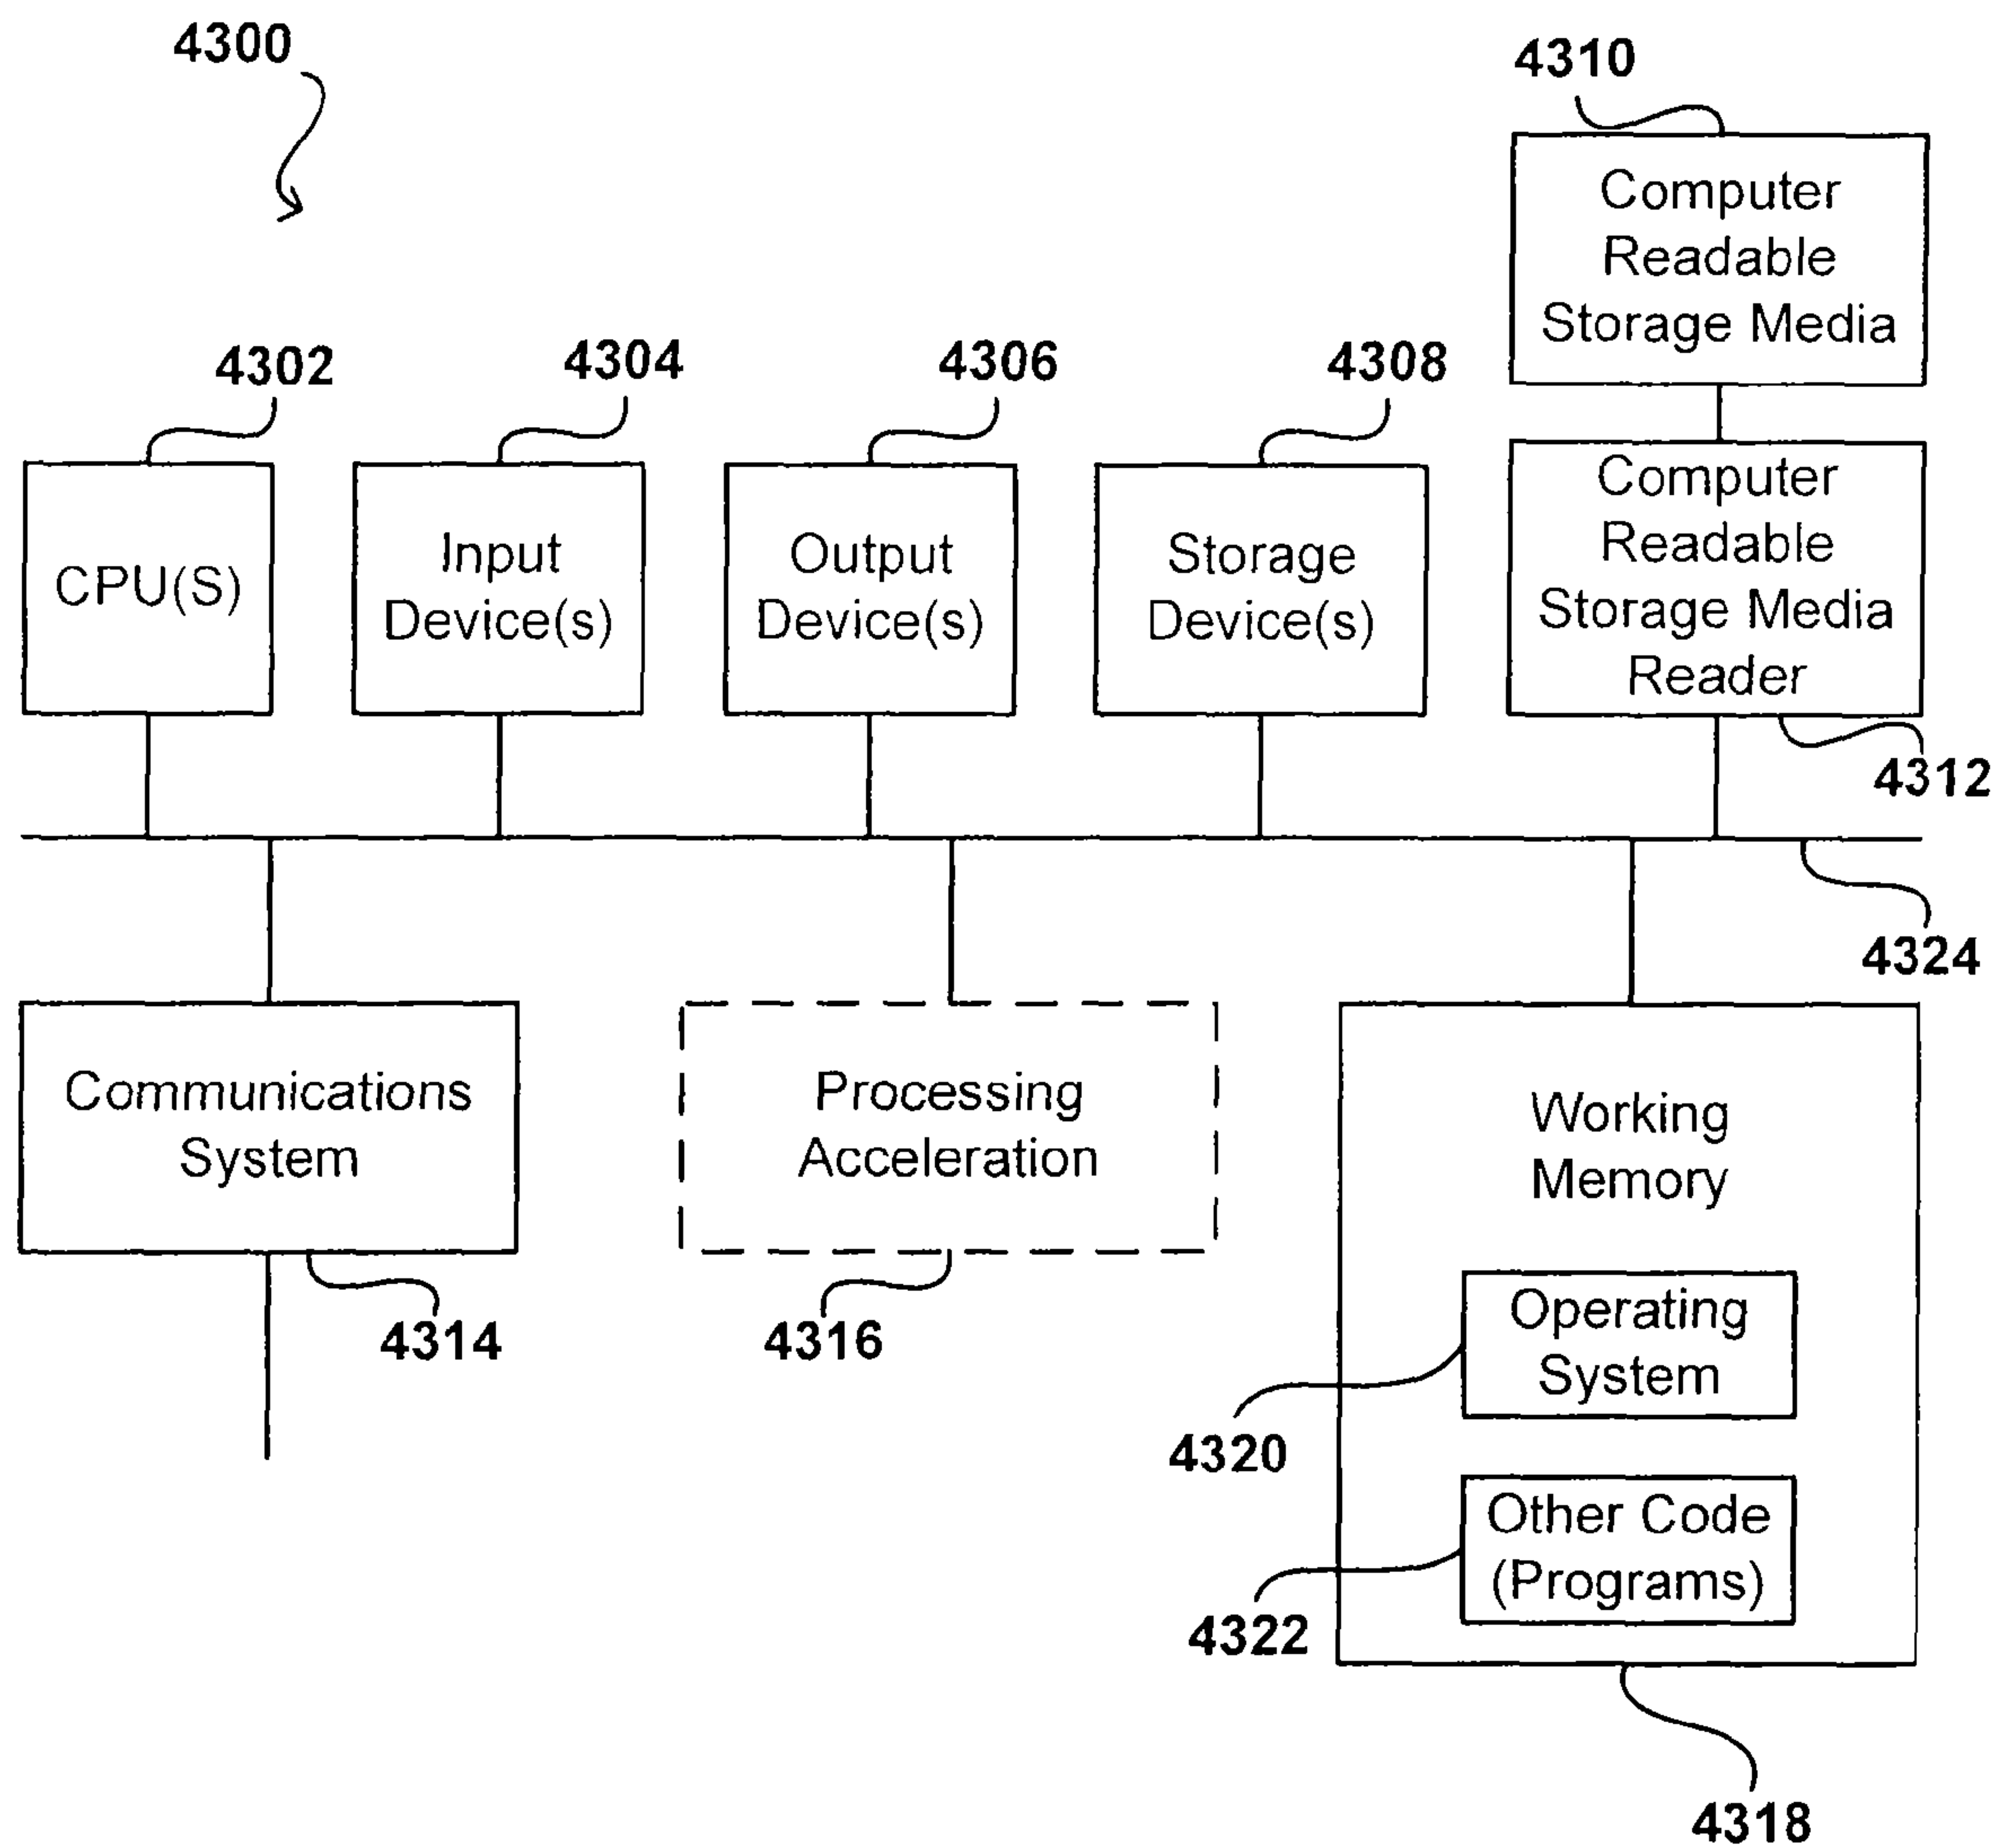 4300
4310
Computer
Readable
Storage Media
4302
4304
4306
4308
CPU(S)
Input
Device(s)
Output
Device(s)
Storage
Device(s)
Computer
Readable
Storage Media
Reader
4312
4324
Communications
System
4314
Processing
Acceleration
4316
Working
Memory
Operating
System
4320
Other Code
(Programs)
4322
4318